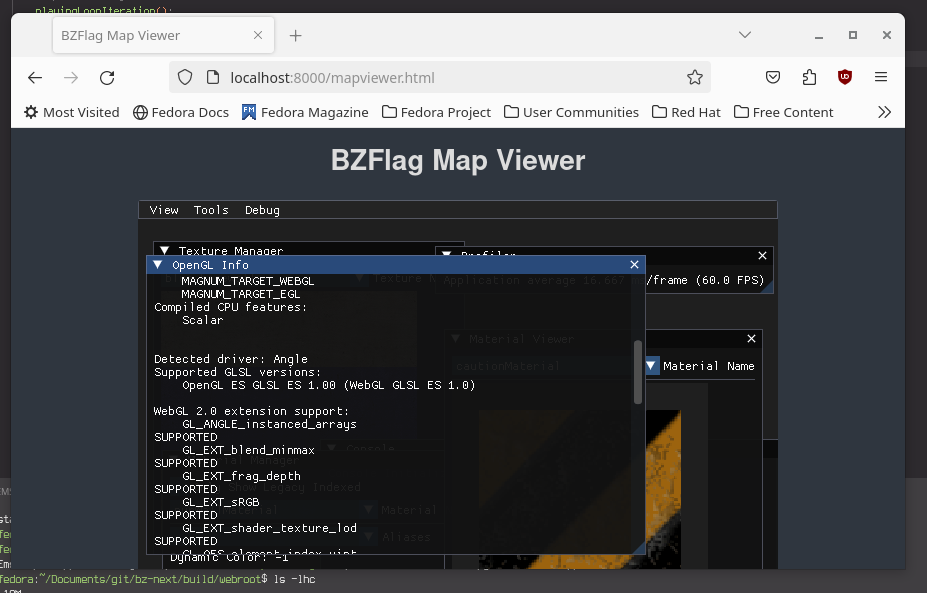 playingLoopIteration();
BZFlag Map Viewer
localhost:8000/mapviewer.html
Most Visited Fedora Docs Fedora Magazine Fedora Project User Communities Red Hat Free Content
BZFlag Map Viewer
View Tools Debug
Texture Manager
Profiler
OpenGL Info
Application average 16.667 /frame (60.0 FPS)
MAGNUM_TARGET_WEBGL
MAGNUM_TARGET_EGL
Compiled CPU features:
Scalar
Material Viewer
Detected driver: Angle
Supported GLSL versions:
cautionMaterial Material Name
OpenGL ES GLSL ES 1.00 (WebGL GLSL ES 1.0)
WebGL 2.0 extension support:
GL_ANGLE_instanced_arrays
SUPPORTED
GL_EXT_blend_minmax
Console
SUPPORTED
GL_EXT_frag_depth
Show Legacy Indexed
SUPPORTED
GL_EXT_sRGB
Material
SUPPORTED
GL_EXT_shader_texture_lod
Aliases
SUPPORTED
GL_OES_element_index_uint
Dynamic Color: -1
fedora:~/Documents/git/bz-next/build/webroot$ ls -lhc